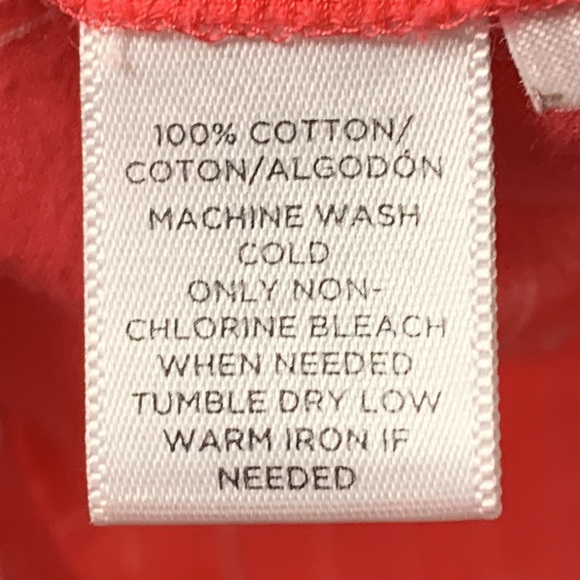 100% COTTON/
COTON/ALGODÓN
MACHINE WASH
COLD
ONLY NON-
CHLORINE BLEACH
WHEN NEEDED
TUMBLE DRY LOW
WARM IRON IF
NEEDED